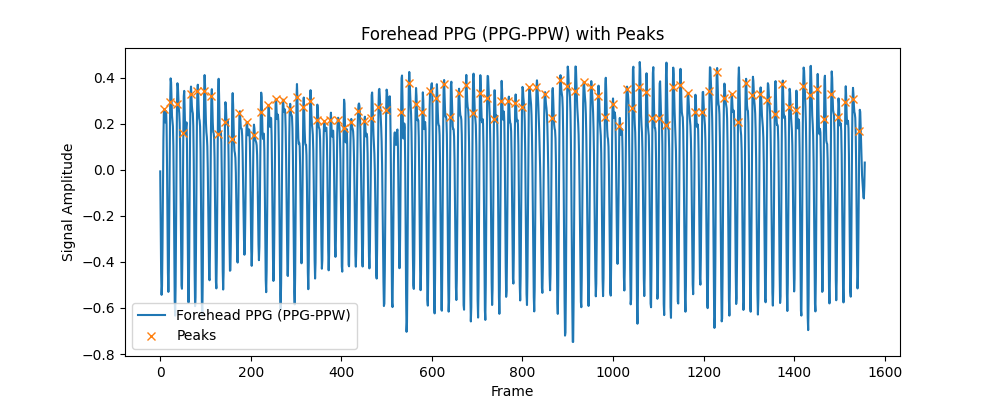 Forehead PPG (PPG-PPW) with Peaks
0.4
0.2
0.0
−0.2
−0.4
−0.6
−0.8
Signal Amplitude
Forehead PPG (PPG-PPW)
Peaks
0 200 400 600 800 1000 1200 1400 1600
Frame